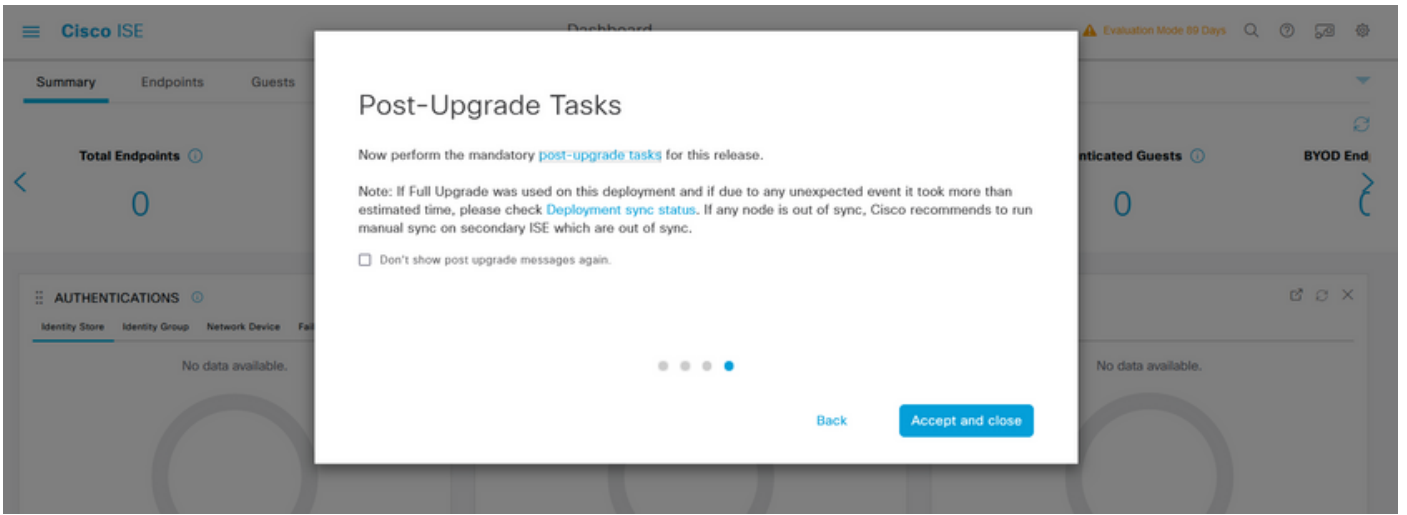 Cisco ISE
Dashboard
Evaluation Mode 89 Days
Summary Endpoints Guests
Total Endpoints
0
nticated Guests
0
BYOD End
Post-Upgrade Tasks
Now perform the mandatory post-upgrade tasks for this release.
Note: If Full Upgrade was used on this deployment and if due to any unexpected event it took more than
estimated time, please check Deployment sync status. If any node is out of sync, Cisco recommends to run
manual sync on secondary ISE which are out of sync.
Don't show post upgrade messages again.
Back
Accept and close
AUTHENTICATIONS
Identity Store Identity Group Network Device Fail
No data available.
No data available.